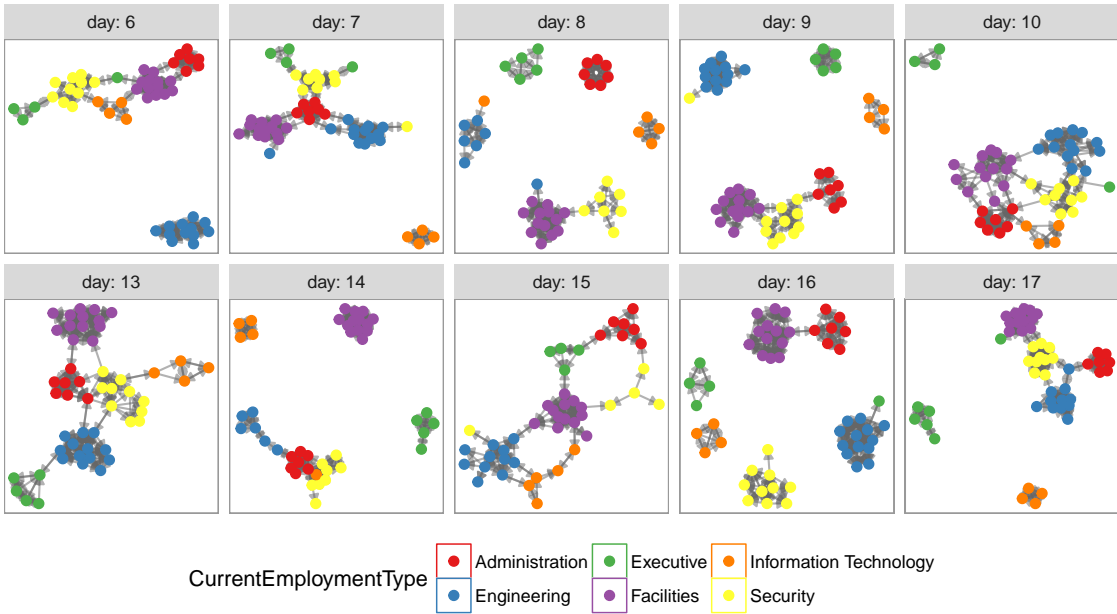 day: 6
day: 7
day: 8
day: 9
day: 10
day: 13
day: 14
day: 15
day: 16
day: 17
CurrentEmploymentType
Administration
Executive
Information Technology
Engineering
Facilities
Security